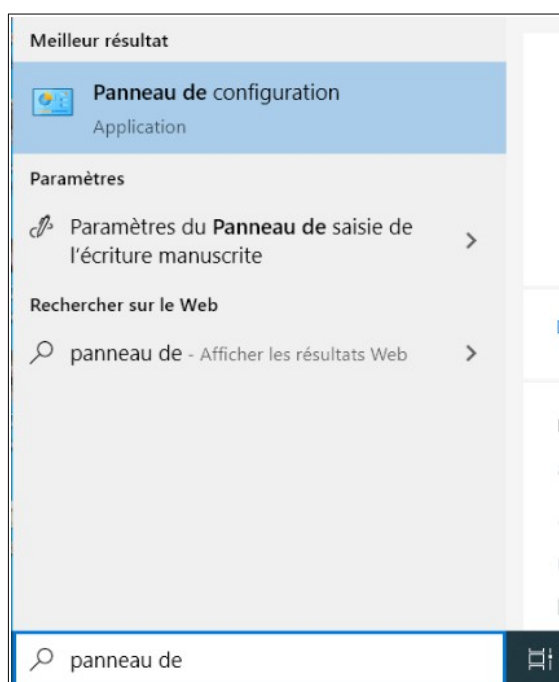 Meilleur résultat
Panneau de configuration
Application
Paramètres
Paramètres du Panneau de saisie de
l'écriture manuscrite
Rechercher sur le Web
panneau de - Afficher les résultats Web
panneau de